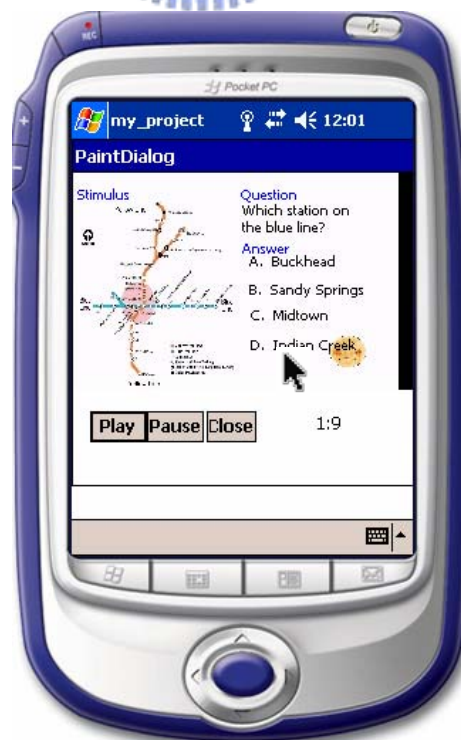 REC
Pocket PC
my_project 12:01
PaintDialog
Stimulus
Question
Which station on
the blue line?
Answer
A. Buckhead
B. Sandy Springs
C. Midtown
D. Indian Creek
Play Pause Close 1:9